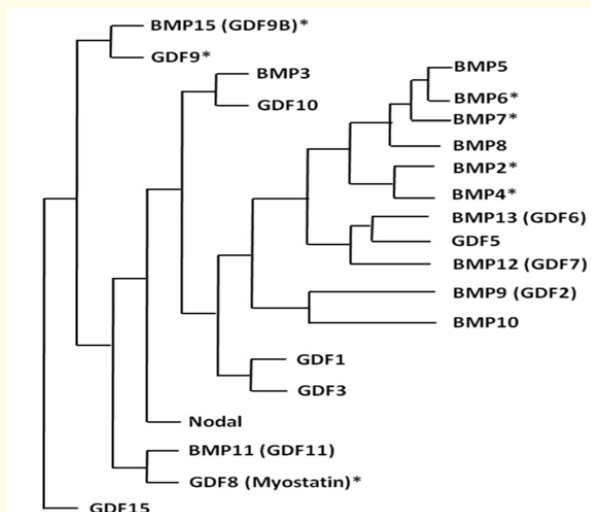 BMP15 (GDF9B)*
GDF9*
BMP3
GDF10
BMP5
BMP6*
BMP7*
BMP8
BMP2*
BMP4*
BMP13 (GDF6)
GDF5
BMP12 (GDF7)
BMP9 (GDF2)
BMP10
GDF1
GDF3
Nodal
BMP11 (GDF11)
GDF8 (Myostatin)*
GDF15